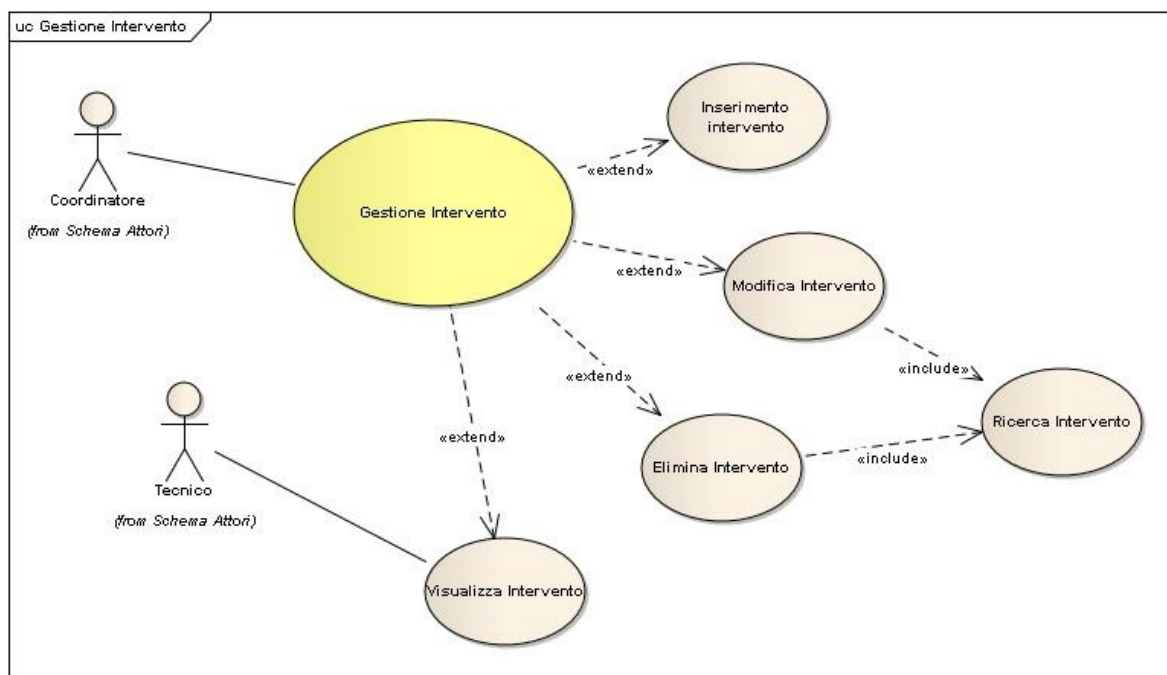 uc Gestione Intervento
Inserimento
intervento
«extend»
Coordinatore
(from Schema Attori)
Gestione Intervento
«extend»
Modifica Intervento
«include»
«extend»
Ricerca Intervento
«extend»
Elimina Intervento
«include»
Tecnico
(from Schema Attori)
Visualizza Intervento